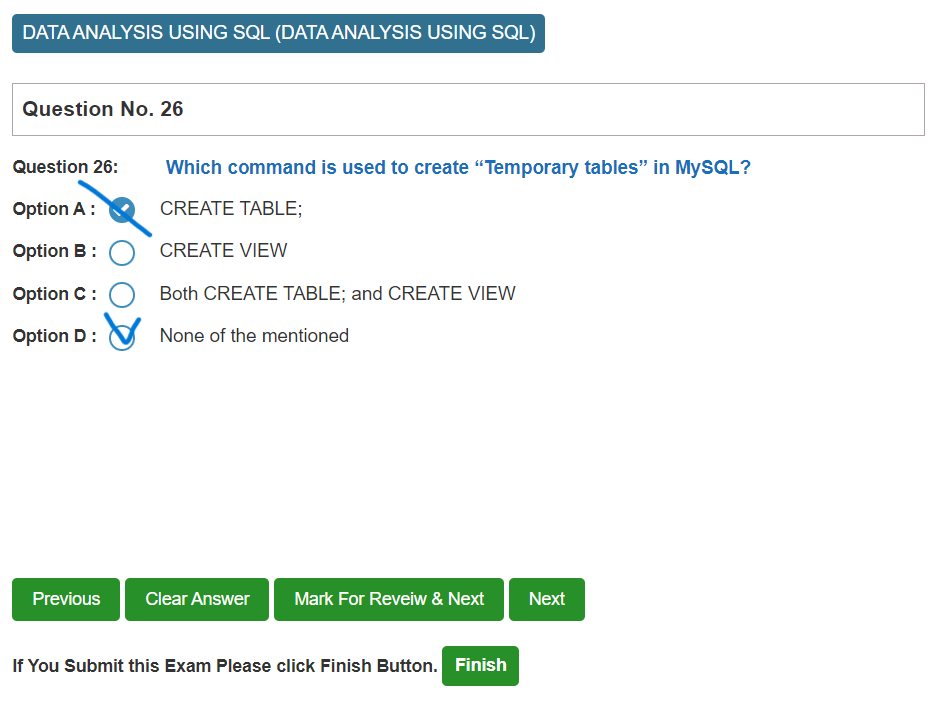 DATA ANALYSIS USING SQL (DATA ANALYSIS USING SQL)
Question No. 26
Question 26: Which command is used to create “Temporary tables” in MySQL?
Option A : CREATE TABLE;
Option B : CREATE VIEW
Option C : Both CREATE TABLE; and CREATE VIEW
Option D : None of the mentioned
Previous Clear Answer Mark For Reveiw & Next Next
If You Submit this Exam Please click Finish Button. Finish